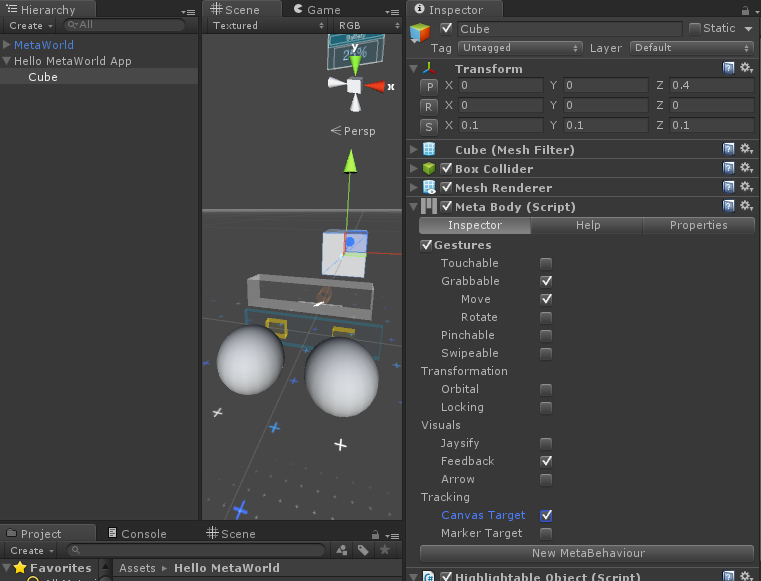 Hierarchy
Create
All
MetaWorld
Hello MetaWorld App
Cube
Scene
Game
Textured
RGB
25%
y
x
Persp
Inspector
Cube
Static
Tag Untagged Layer Default
Transform
P X 0 Y 0 Z 0.4
R X 0 Y 0 Z 0
S X 0.1 Y 0.1 Z 0.1
Cube (Mesh Filter)
Box Collider
Mesh Renderer
Meta Body (Script)
Inspector Help Properties
Gestures
Touchable
Grabbable
Move
Rotate
Pinchable
Swipeable
Transformation
Orbital
Locking
Visuals
Jaysify
Feedback
Arrow
Tracking
Canvas Target
Marker Target
New MetaBehaviour
Highlightable Object (Script)
Project
Console
Scene
Create
Favorites
Assets
Hello MetaWorld